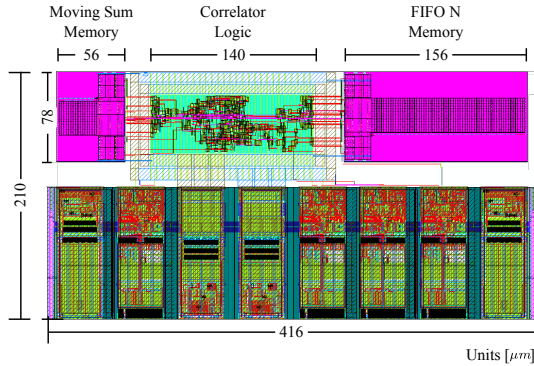 Moving Sum
Memory
Correlator
Logic
FIFO N
Memory
56
140
156
78
210
416
Units [μm]